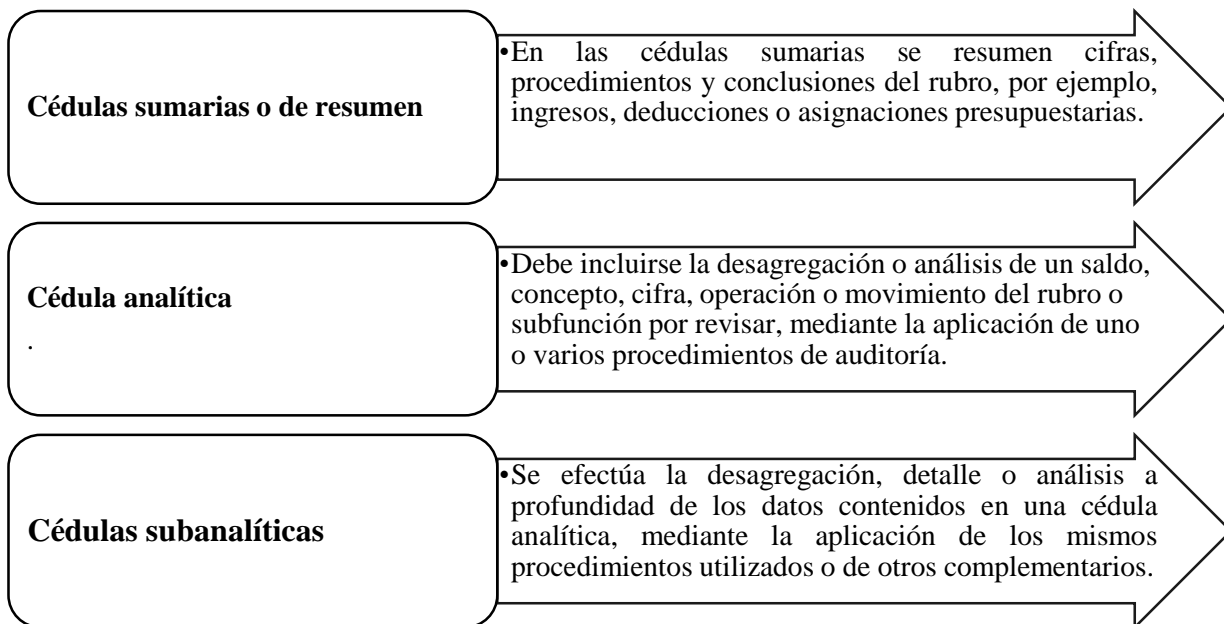 Cédulas sumarias o de resumen
•En las cédulas sumarias se resumen cifras,
procedimientos y conclusiones del rubro, por ejemplo,
ingresos, deducciones o asignaciones presupuestarias.
Cédula analítica
.
•Debe incluirse la desagregación o análisis de un saldo,
concepto, cifra, operación o movimiento del rubro o
subfunción por revisar, mediante la aplicación de uno
o varios procedimientos de auditoría.
Cédulas subanalíticas
•Se efectúa la desagregación, detalle o análisis a
profundidad de los datos contenidos en una cédula
analítica, mediante la aplicación de los mismos
procedimientos utilizados o de otros complementarios.